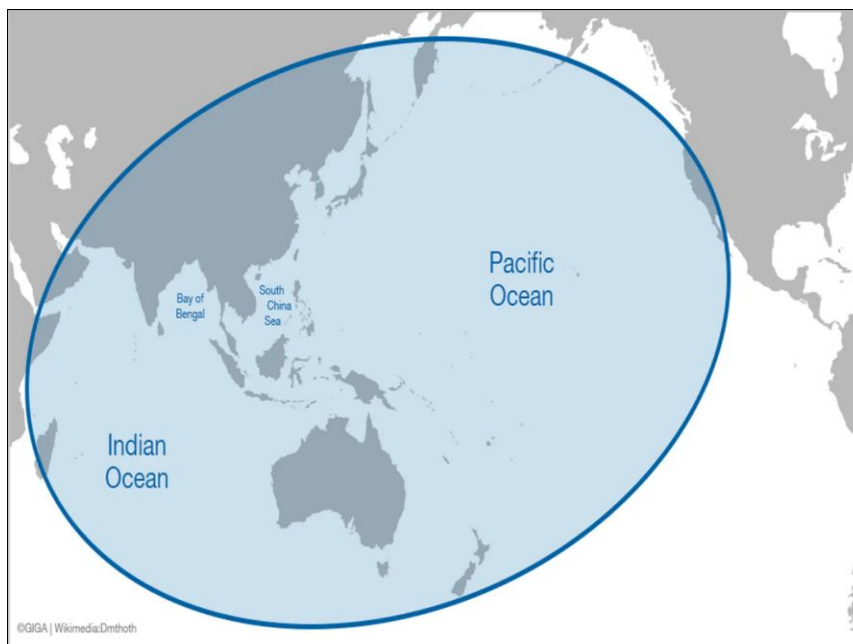 Pacific
Ocean
South
China
Sea
Bay of
Bengal
Indian
Ocean
©GIGA | Wikimedia:Dmthoth